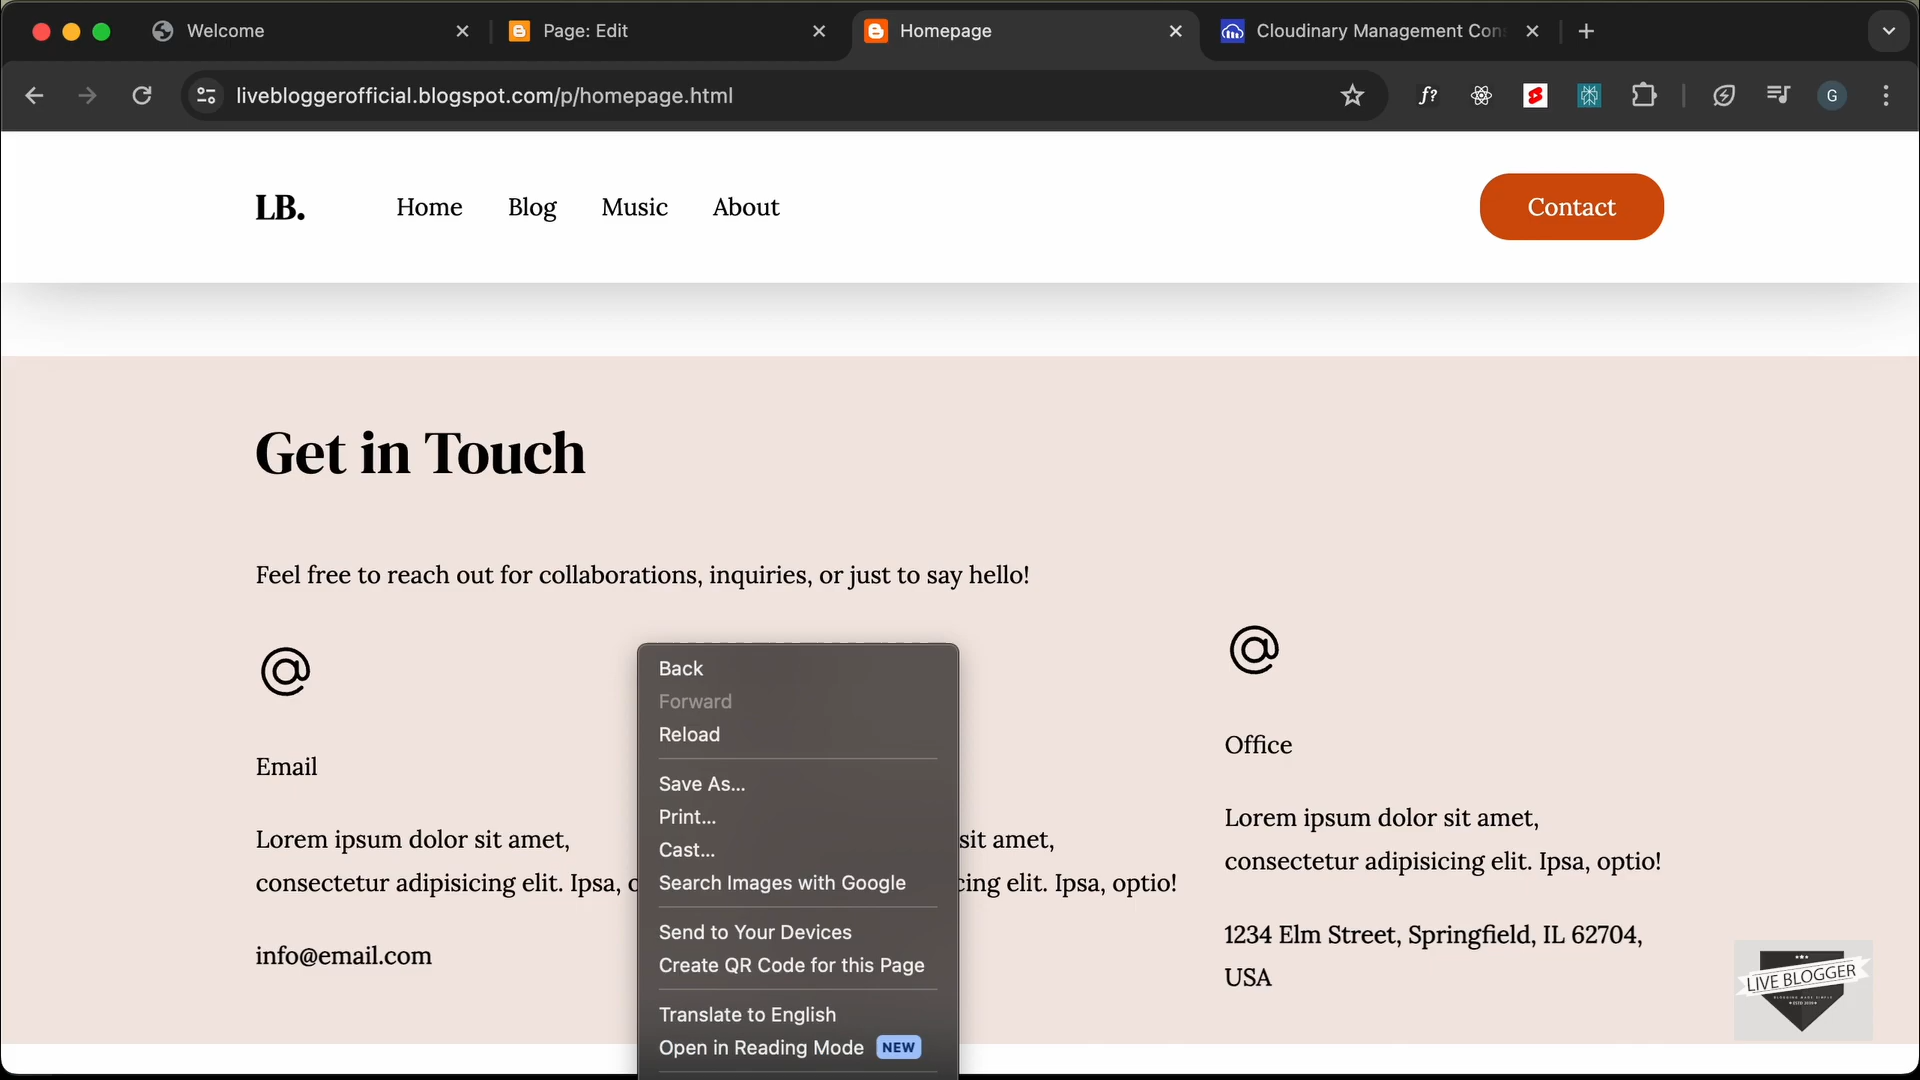 Welcome
Page: Edit
Homepage
Cloudinary Management Con
livebloggerofficial.blogspot.com/p/homepage.html
f?
G
LB.
Home
Blog
Music
About
Contact
Get in Touch
Feel free to reach out for collaborations, inquiries, or just to say hello!
Email
Lorem ipsum dolor sit amet,
consectetur adipisicing elit. Ipsa, o
info@email.com
Back
Forward
Reload
Save As...
Print...
Cast...
Search Images with Google
Send to Your Devices
Create QR Code for this Page
Translate to English
Open in Reading Mode NEW
sit amet,
cing elit. Ipsa, optio!
Office
Lorem ipsum dolor sit amet,
consectetur adipisicing elit. Ipsa, optio!
1234 Elm Street, Springfield, IL 62704,
USA
LIVE BLOGGER